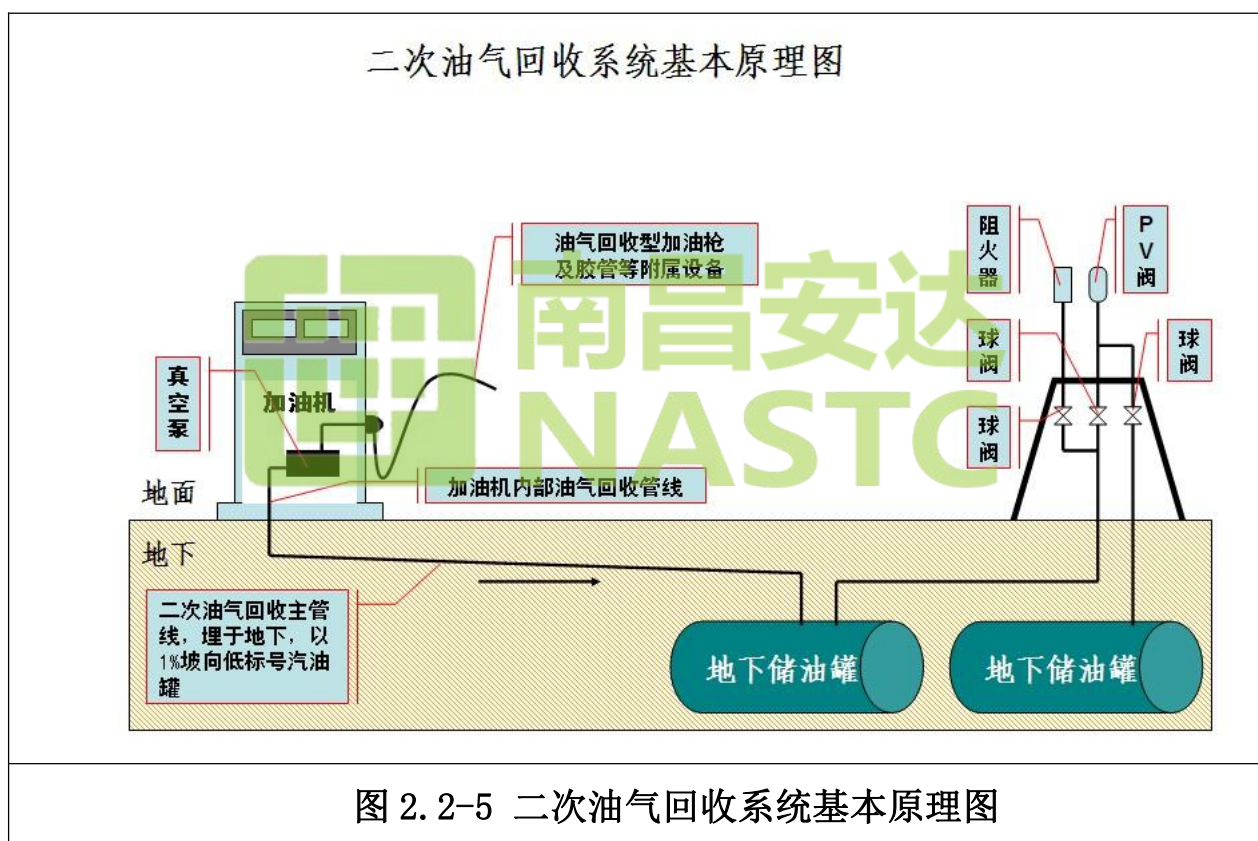 二次油气回收系统基本原理图
油气回收型加油枪
及胶管等附属设备
阻
火
器
P
V
阀
南昌安达
NASTC
球
阀
球
阀
真
空
泵
加油机
球
阀
加油机内部油气回收管线
地面
地下
二次油气回收主管
线，埋于地下，以
1%坡向低标号汽油
罐
地下储油罐
地下储油罐
图 2.2-5 二次油气回收系统基本原理图